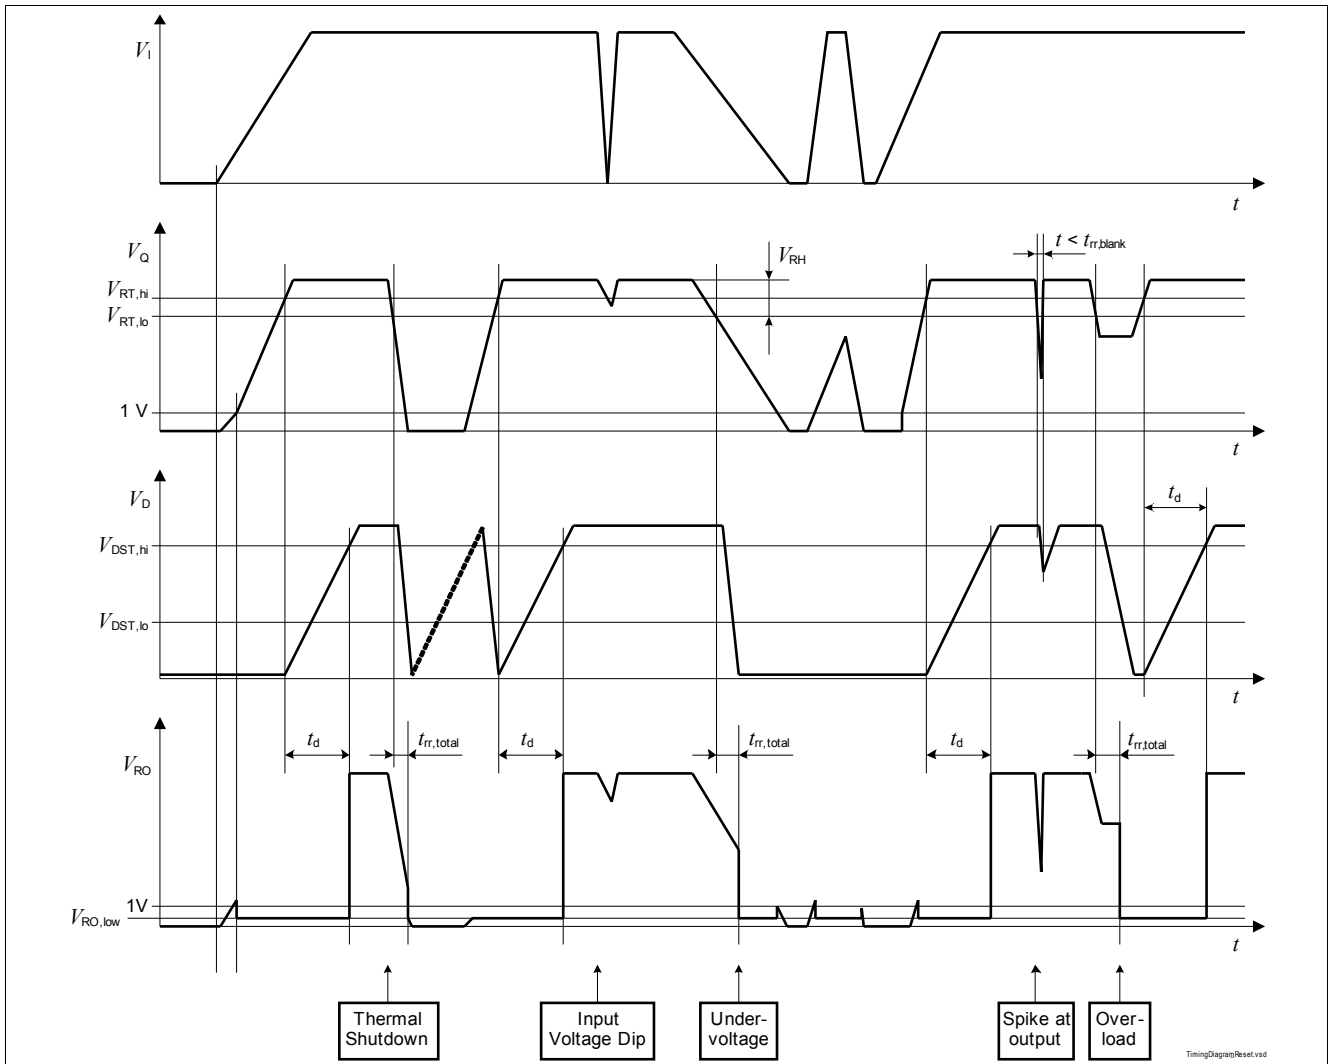 VI
t
VQ
t < trr,blank
VRH
VRT,hi
VRT,lo
1 V
t
VD
td
VDST,hi
VDST,lo
t
td
trr,total
td
trr,total
td
trr,total
VRO
1V
VRO,low
t
Thermal
Shutdown
Input
Voltage Dip
Under-
voltage
Spike at
output
Over-
load
TimingDiagramReset.vsd